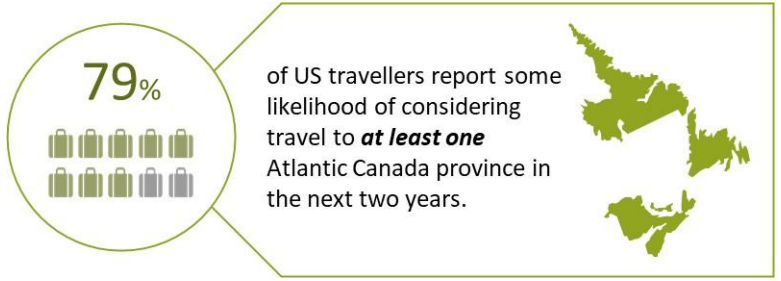 79%
of US travellers report some
likelihood of considering
travel to at least one
Atlantic Canada province in
the next two years.